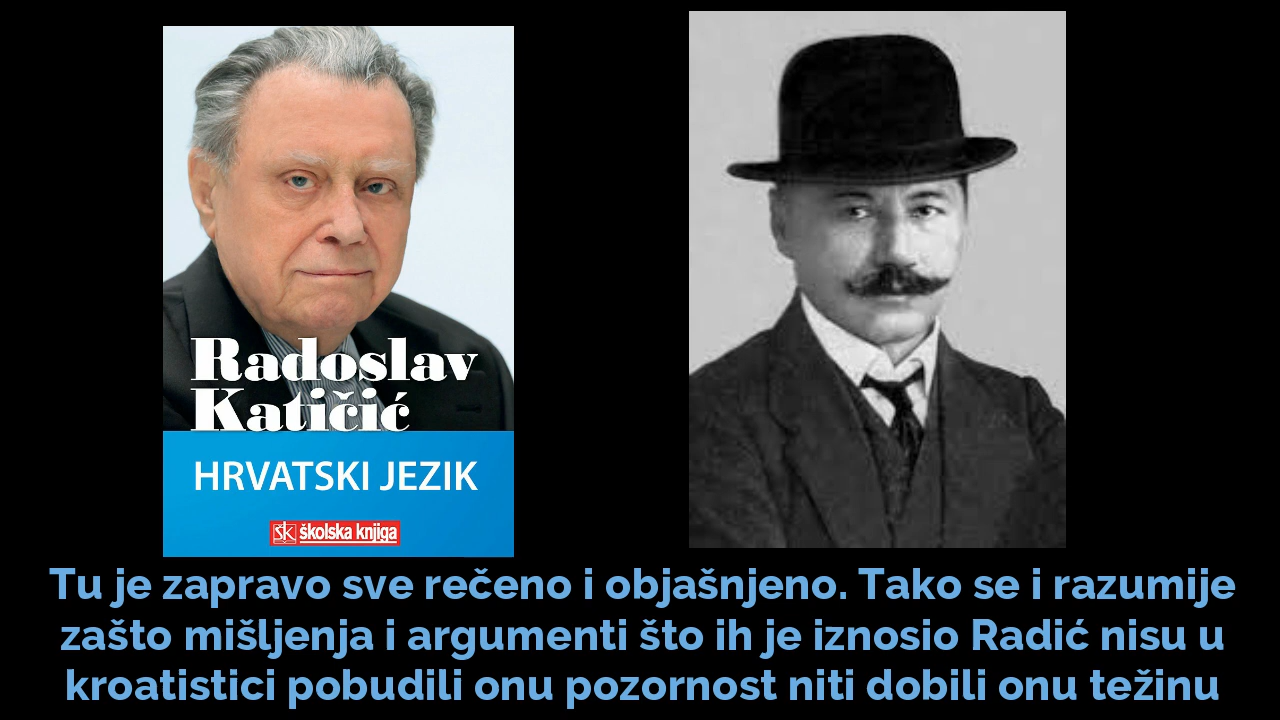 Radoslav
Katičić
HRVATSKI JEZIK
ŠK školska knjiga
Tu je zapravo sve rečeno i objašnjeno. Tako se i razumije
zašto mišljenja i argumenti što ih je iznosio Radić nisu u
kroatistici pobudili onu pozornost niti dobili onu težinu